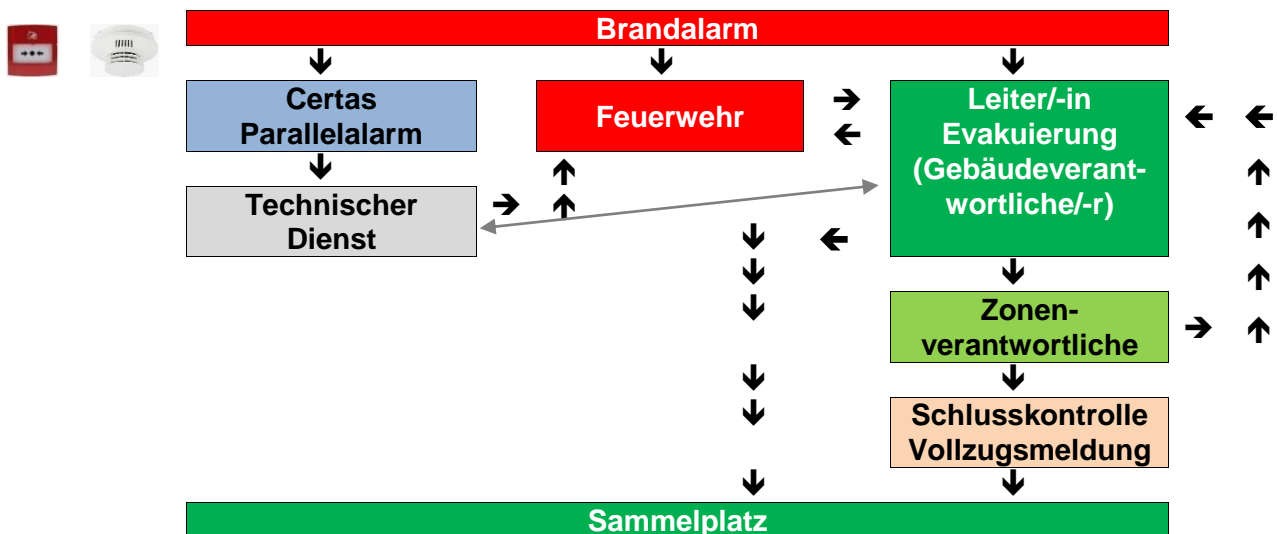 Brandalarm
Certas
Parallelalarm
Feuerwehr
Leiter/-in
Evakuierung
(Gebäudeverant-
wortliche/-r)
Technischer
Dienst
Zonen-
verantwortliche
Schlusskontrolle
Vollzugsmeldung
Sammelplatz